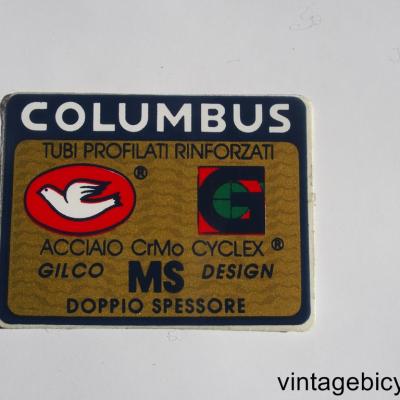 COLUMBUS
TUBI PROFILATI RINFORZATI
®
G
ACCIAIO CrMo CYCLEX ®
GILCO MS DESIGN
DOPPIO SPESSORE
vintagebicy